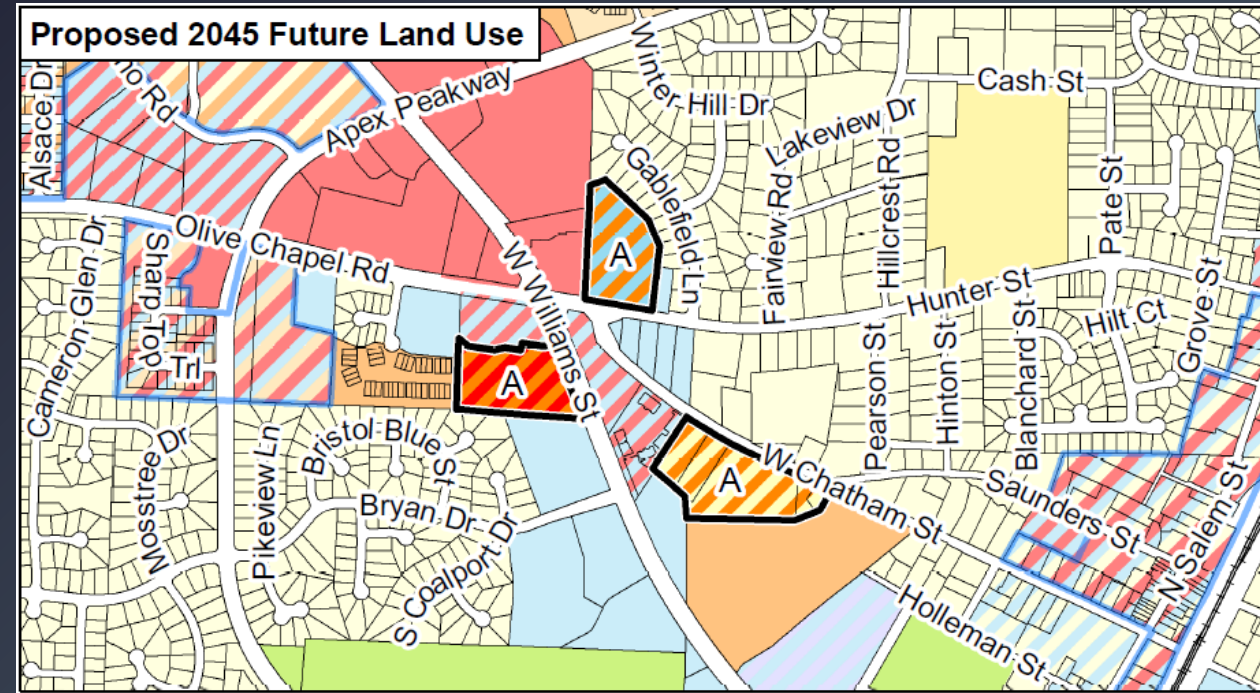 Proposed 2045 Future Land Use
Winter Hill Dr
Cash St
Apex Peakway
Alsace Dr
Lakeview Dr
Gablefield Ln
Fairview Rd
Hillcrest Rd
Pate St
Olive Chapel Rd
Cameron Glen Dr
Sharp Top
Trl
W Williams St
A
Hunter St
Hilt Ct
Grove St
A
Pearson St
Hinton St
Blanchard St
Pikeview Ln
Bristol Blue St
A
W Chatham St
Mosstree Dr
Bryan Dr
S Coalport Dr
Saunders St
N Salem St
Holleman St